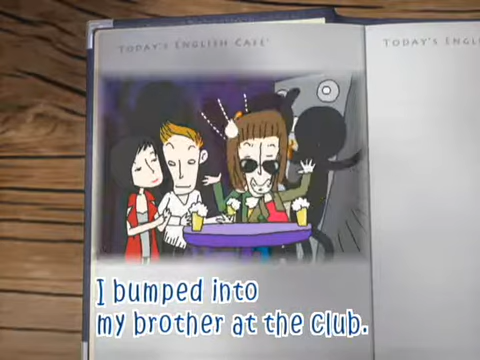 TODAY'S ENGLISH CAFE'
TODAY'S ENGL
I bumped into
my brother at the club.